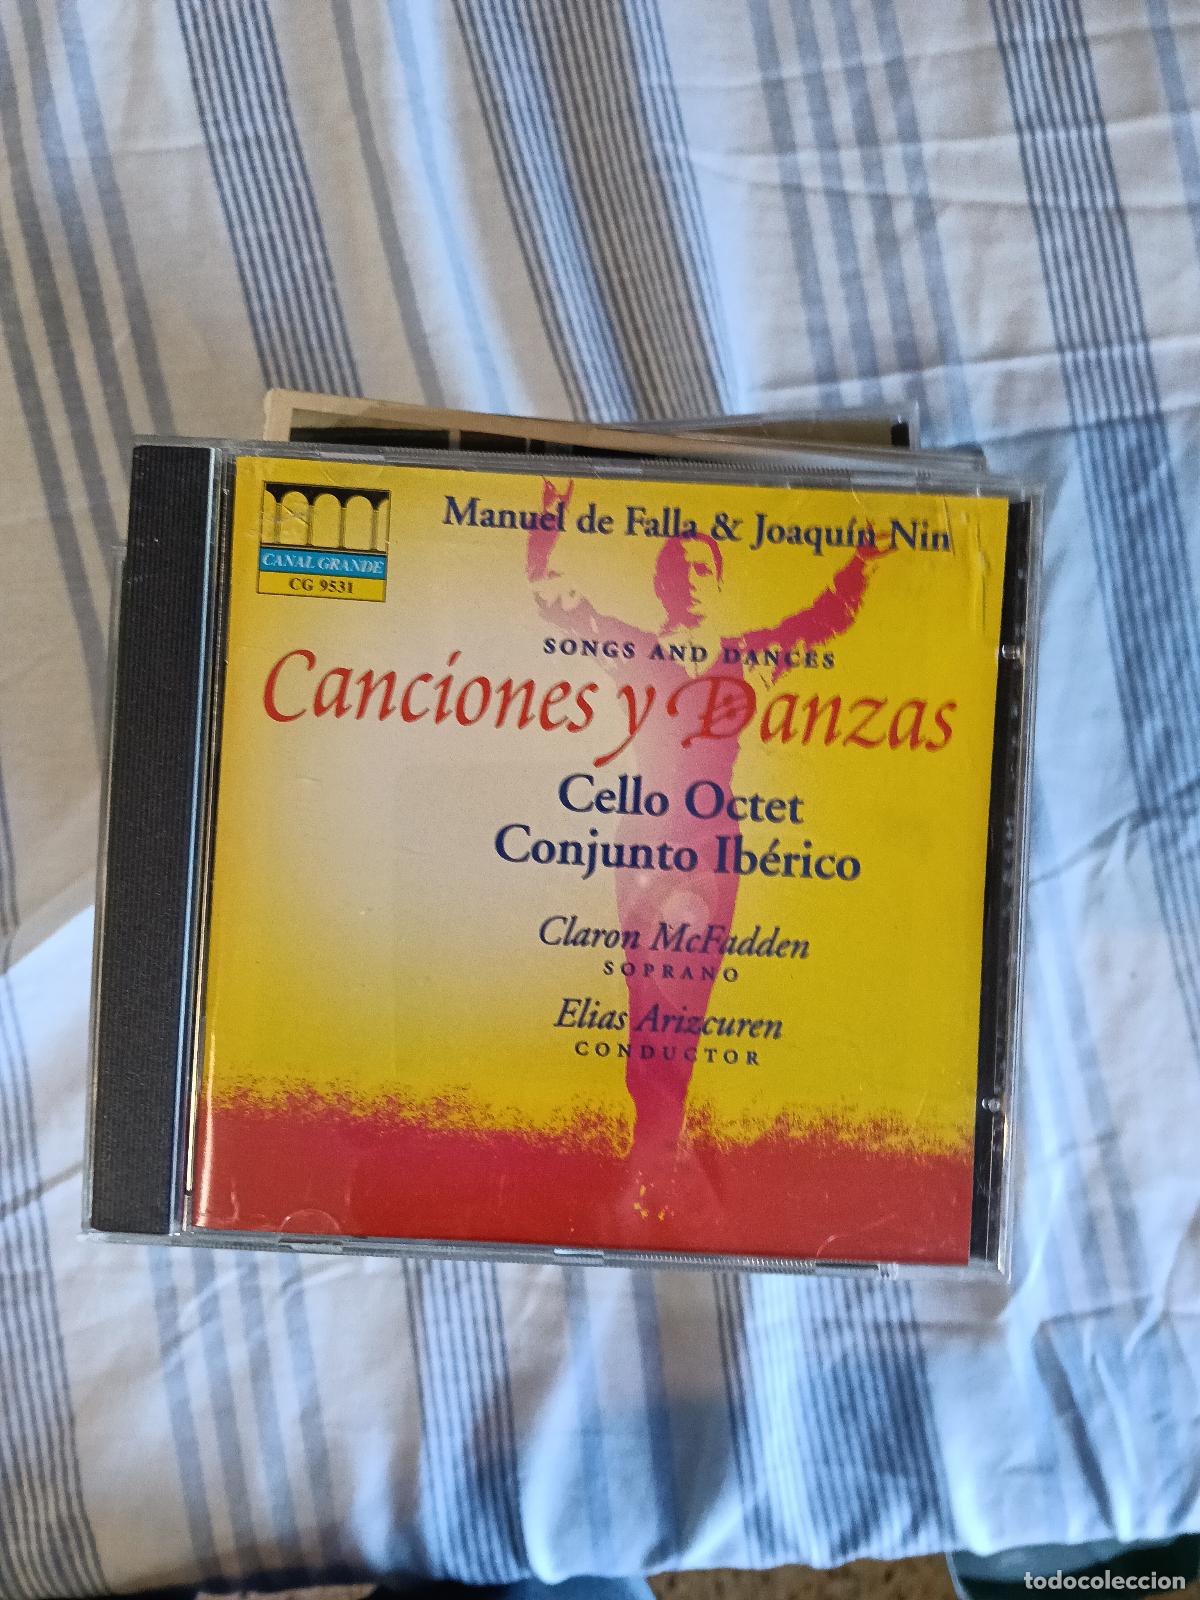 Manuel de Falla & Joaquín Nin
CANAL GRANDE
CG 9531
SONGS AND DANCES
Canciones y Danzas
Cello Octet
Conjunto Ibérico
Claron McFadden
SOPRANO
Elias Arizcuren
CONDUCTOR
todocoleccion